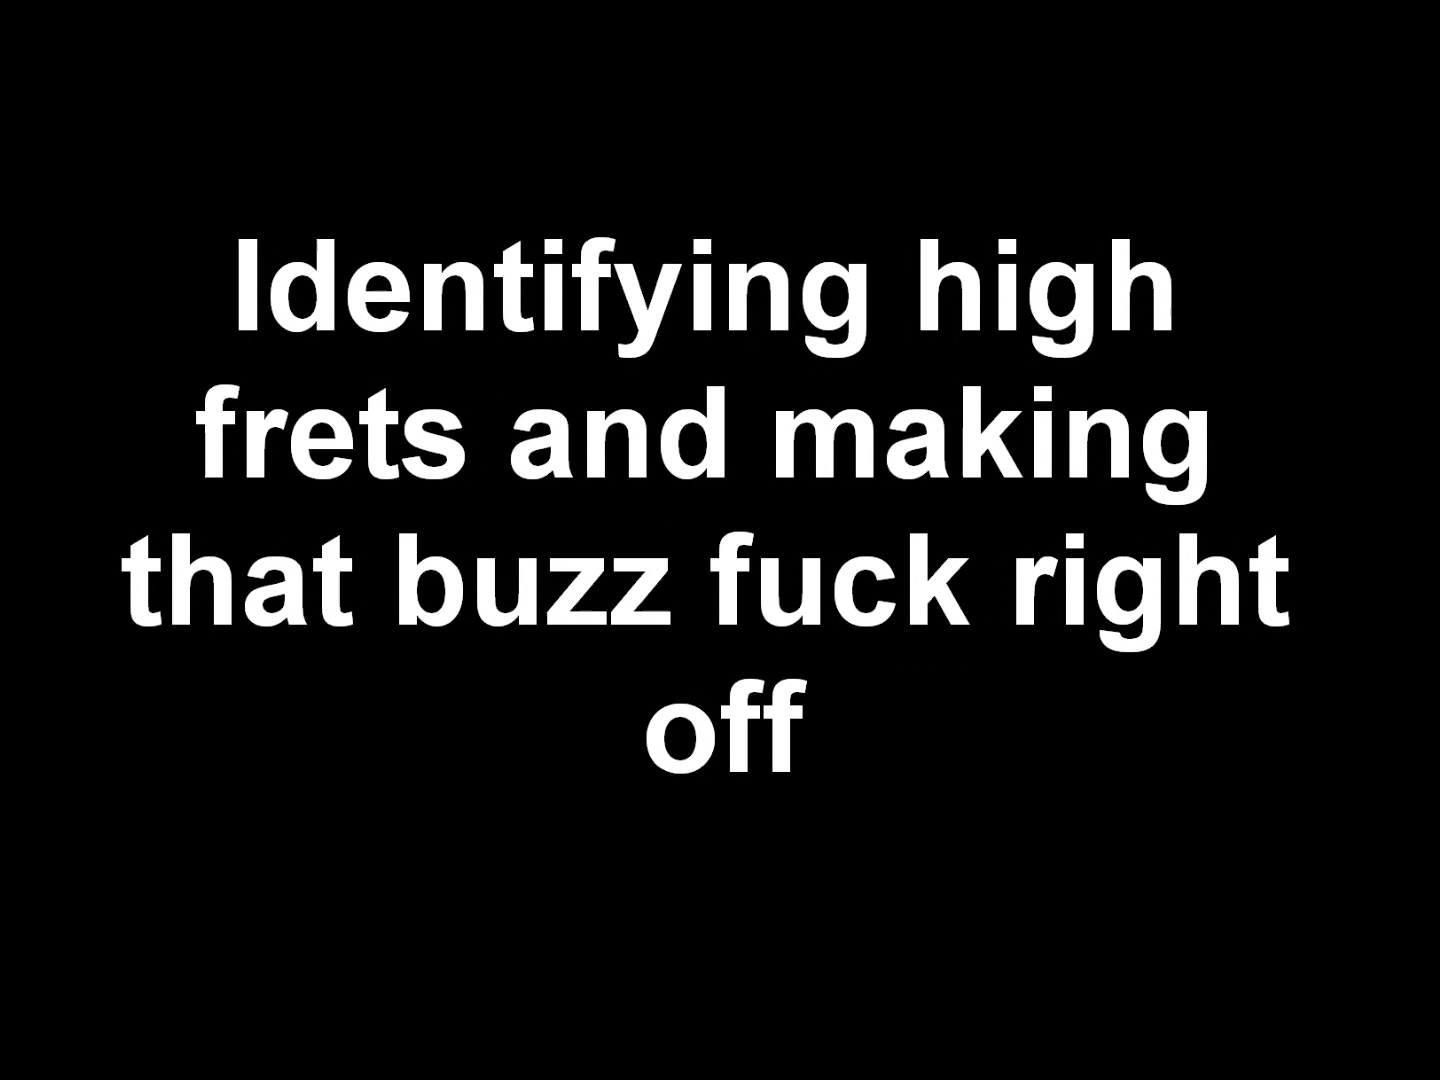 Identifying high
frets and making
that buzz fuck right
off